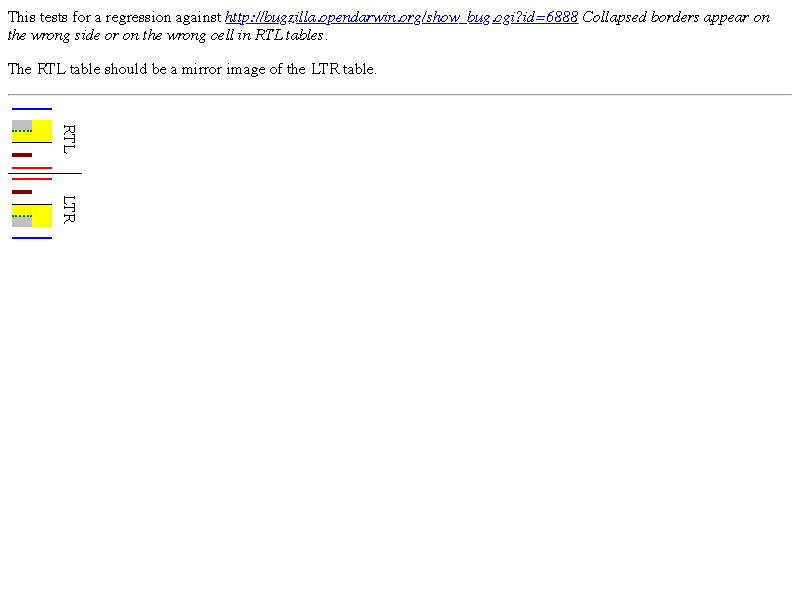 This tests for a regression against http://bugzilla.opendarwin.org/show_bug.cgi?id=6888 Collapsed borders appear on
the wrong side or on the wrong cell in RTL tables.
The RTL table should be a mirror image of the LTR table.
RTL
LTR